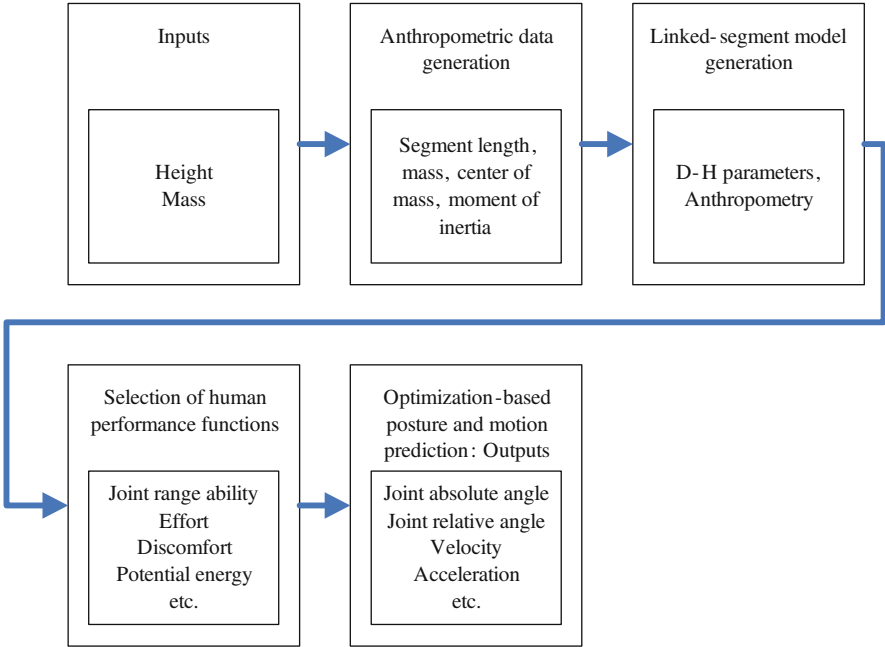 Inputs
Height
Mass
Anthropometric data
generation
Segment length,
mass, center of
mass, moment of
inertia
Linked-segment model
generation
D-H parameters,
Anthropometry
Selection of human
performance functions
Joint range ability
Effort
Discomfort
Potential energy
etc.
Optimization-based
posture and motion
prediction: Outputs
Joint absolute angle
Joint relative angle
Velocity
Acceleration
etc.